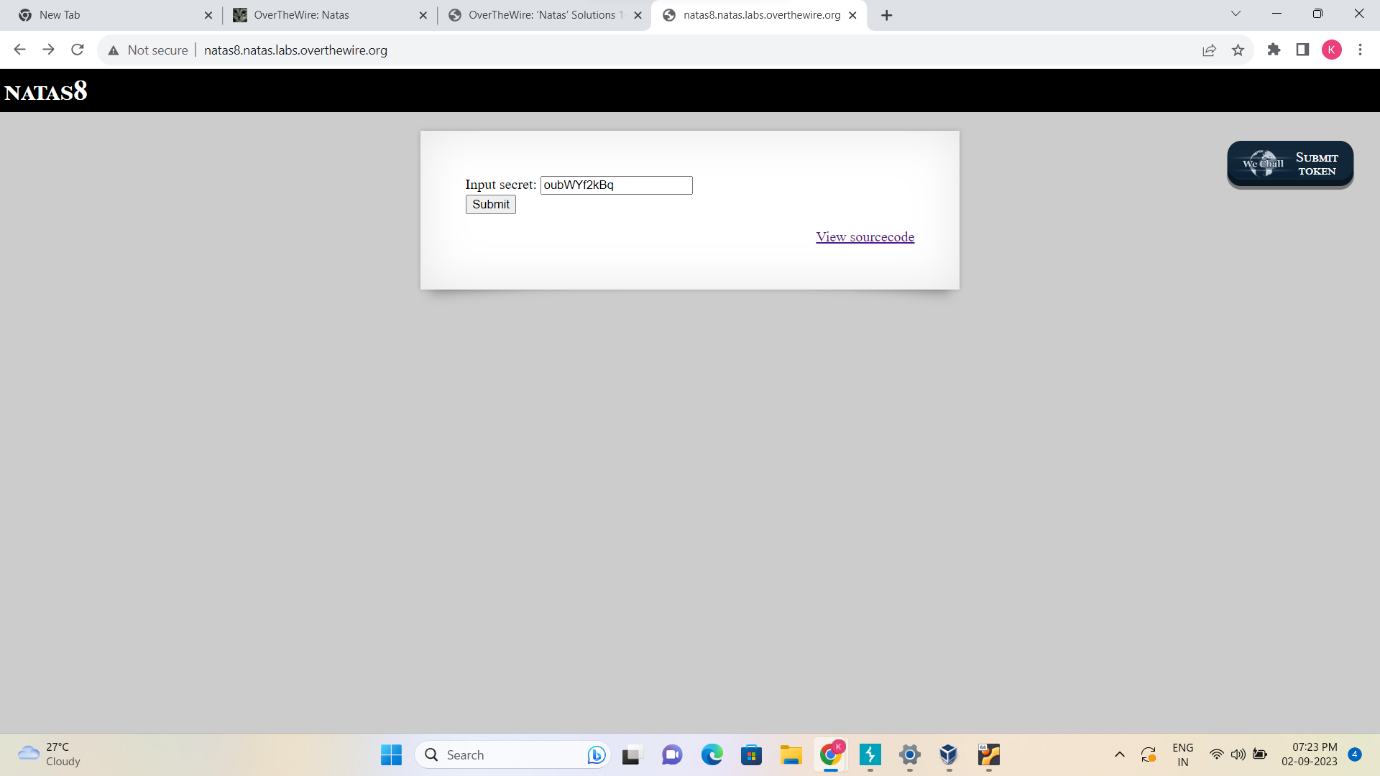 New Tab
OverTheWire: Natas
OverTheWire: 'Natas' Solutions 1
natas8.natas.labs.overthewire.org
Not secure
natas8.natas.labs.overthewire.org
K
NATAS8
Input secret: oubWYf2kBq
Submit
View sourcecode
We Chall
SUBMIT
TOKEN
27°C
Cloudy
Search
K
ENG
IN
07:23 PM
02-09-2023
4